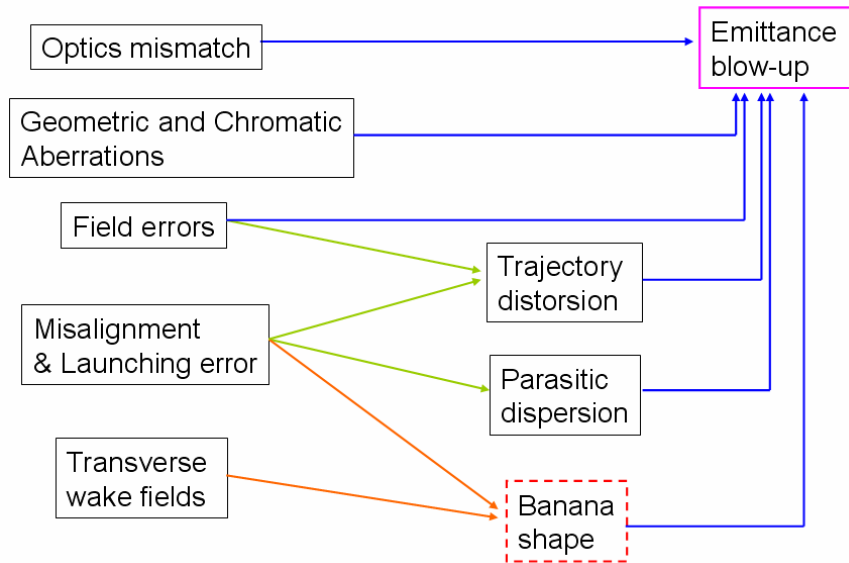 Optics mismatch
Emittance
blow-up
Geometric and Chromatic
Aberrations
Field errors
Trajectory
distorsion
Misalignment
& Launching error
Parasitic
dispersion
Transverse
wake fields
Banana
shape